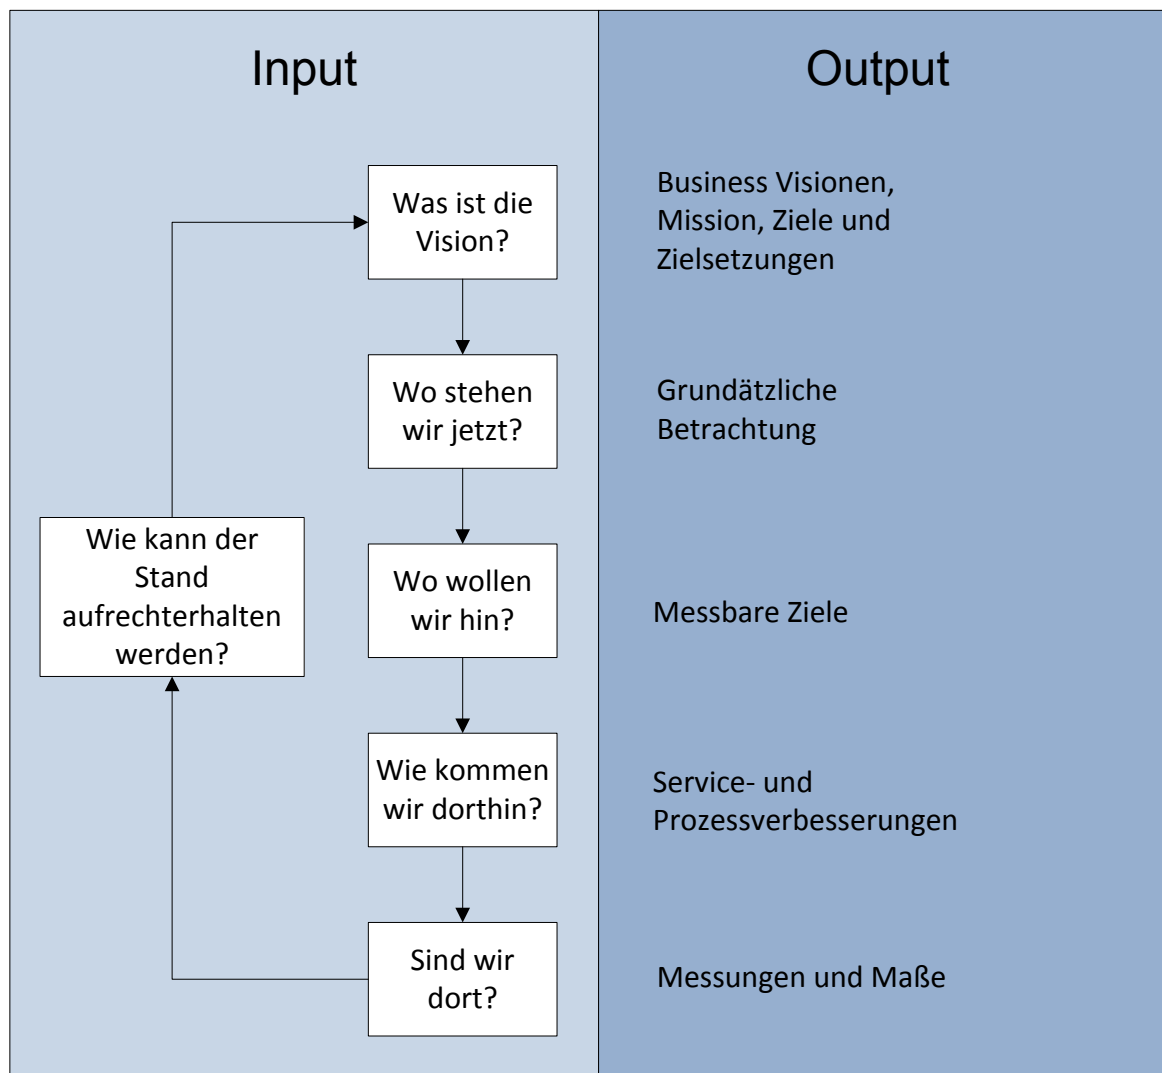 Input
Output
Was ist die
Vision?
Business Visionen,
Mission, Ziele und
Zielsetzungen
Wo stehen
wir jetzt?
Grundätzliche
Betrachtung
Wie kann der
Stand
aufrechterhalten
werden?
Wo wollen
wir hin?
Messbare Ziele
Wie kommen
wir dorthin?
Service- und
Prozessverbesserungen
Sind wir
dort?
Messungen und Maße